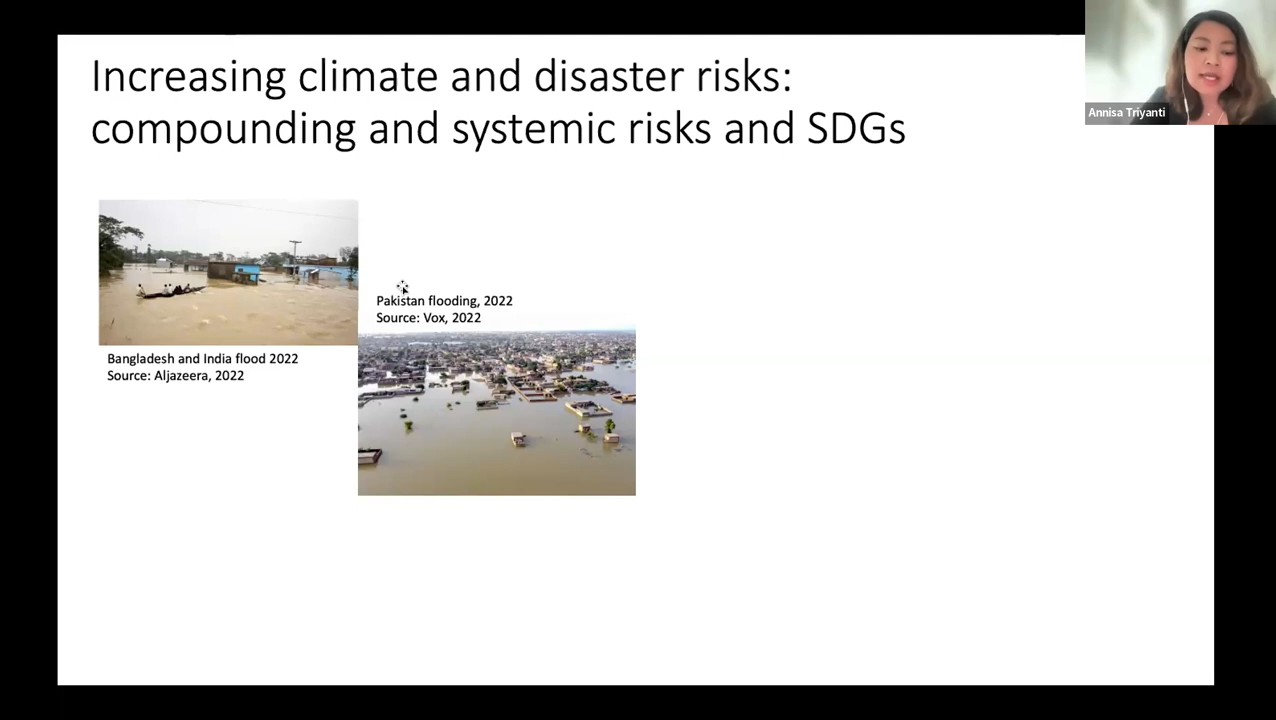 Increasing climate and disaster risks:
compounding and systemic risks and SDGs
Annisa Triyanti
Pakistan flooding, 2022
Source: Vox, 2022
Bangladesh and India flood 2022
Source: Aljazeera, 2022